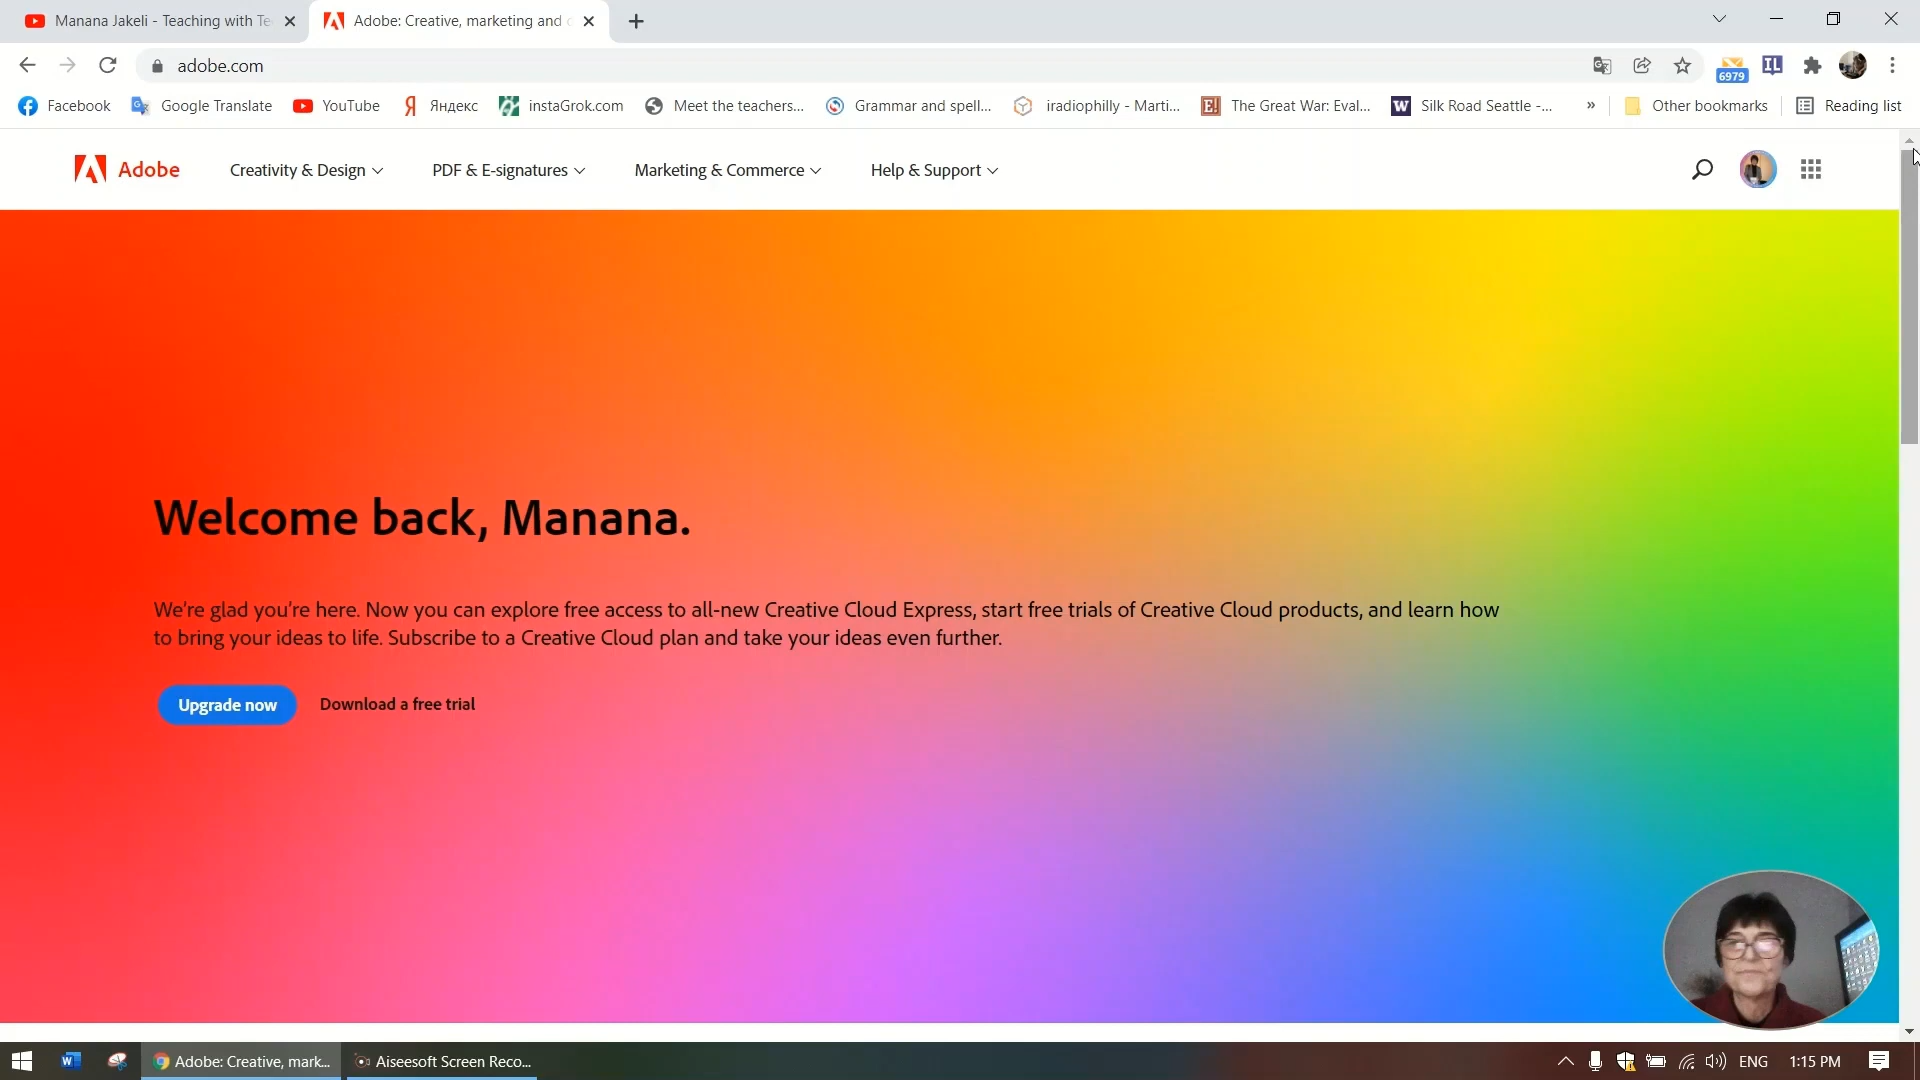 Manana Jakeli - Teaching with Te
Adobe: Creative, marketing and
adobe.com
6979
IL
Facebook
Google Translate
YouTube
Яндекс
instaGrok.com
Meet the teachers...
Grammar and spell...
iradiophilly - Marti...
The Great War: Eval...
Silk Road Seattle -...
»
Other bookmarks
Reading list
Adobe
Creativity & Design
PDF & E-signatures
Marketing & Commerce
Help & Support
Welcome back, Manana.
We're glad you're here. Now you can explore free access to all-new Creative Cloud Express, start free trials of Creative Cloud products, and learn how
to bring your ideas to life. Subscribe to a Creative Cloud plan and take your ideas even further.
Upgrade now
Download a free trial
Adobe: Creative, mark...
Aiseesoft Screen Reco...
ENG
1:15 PM